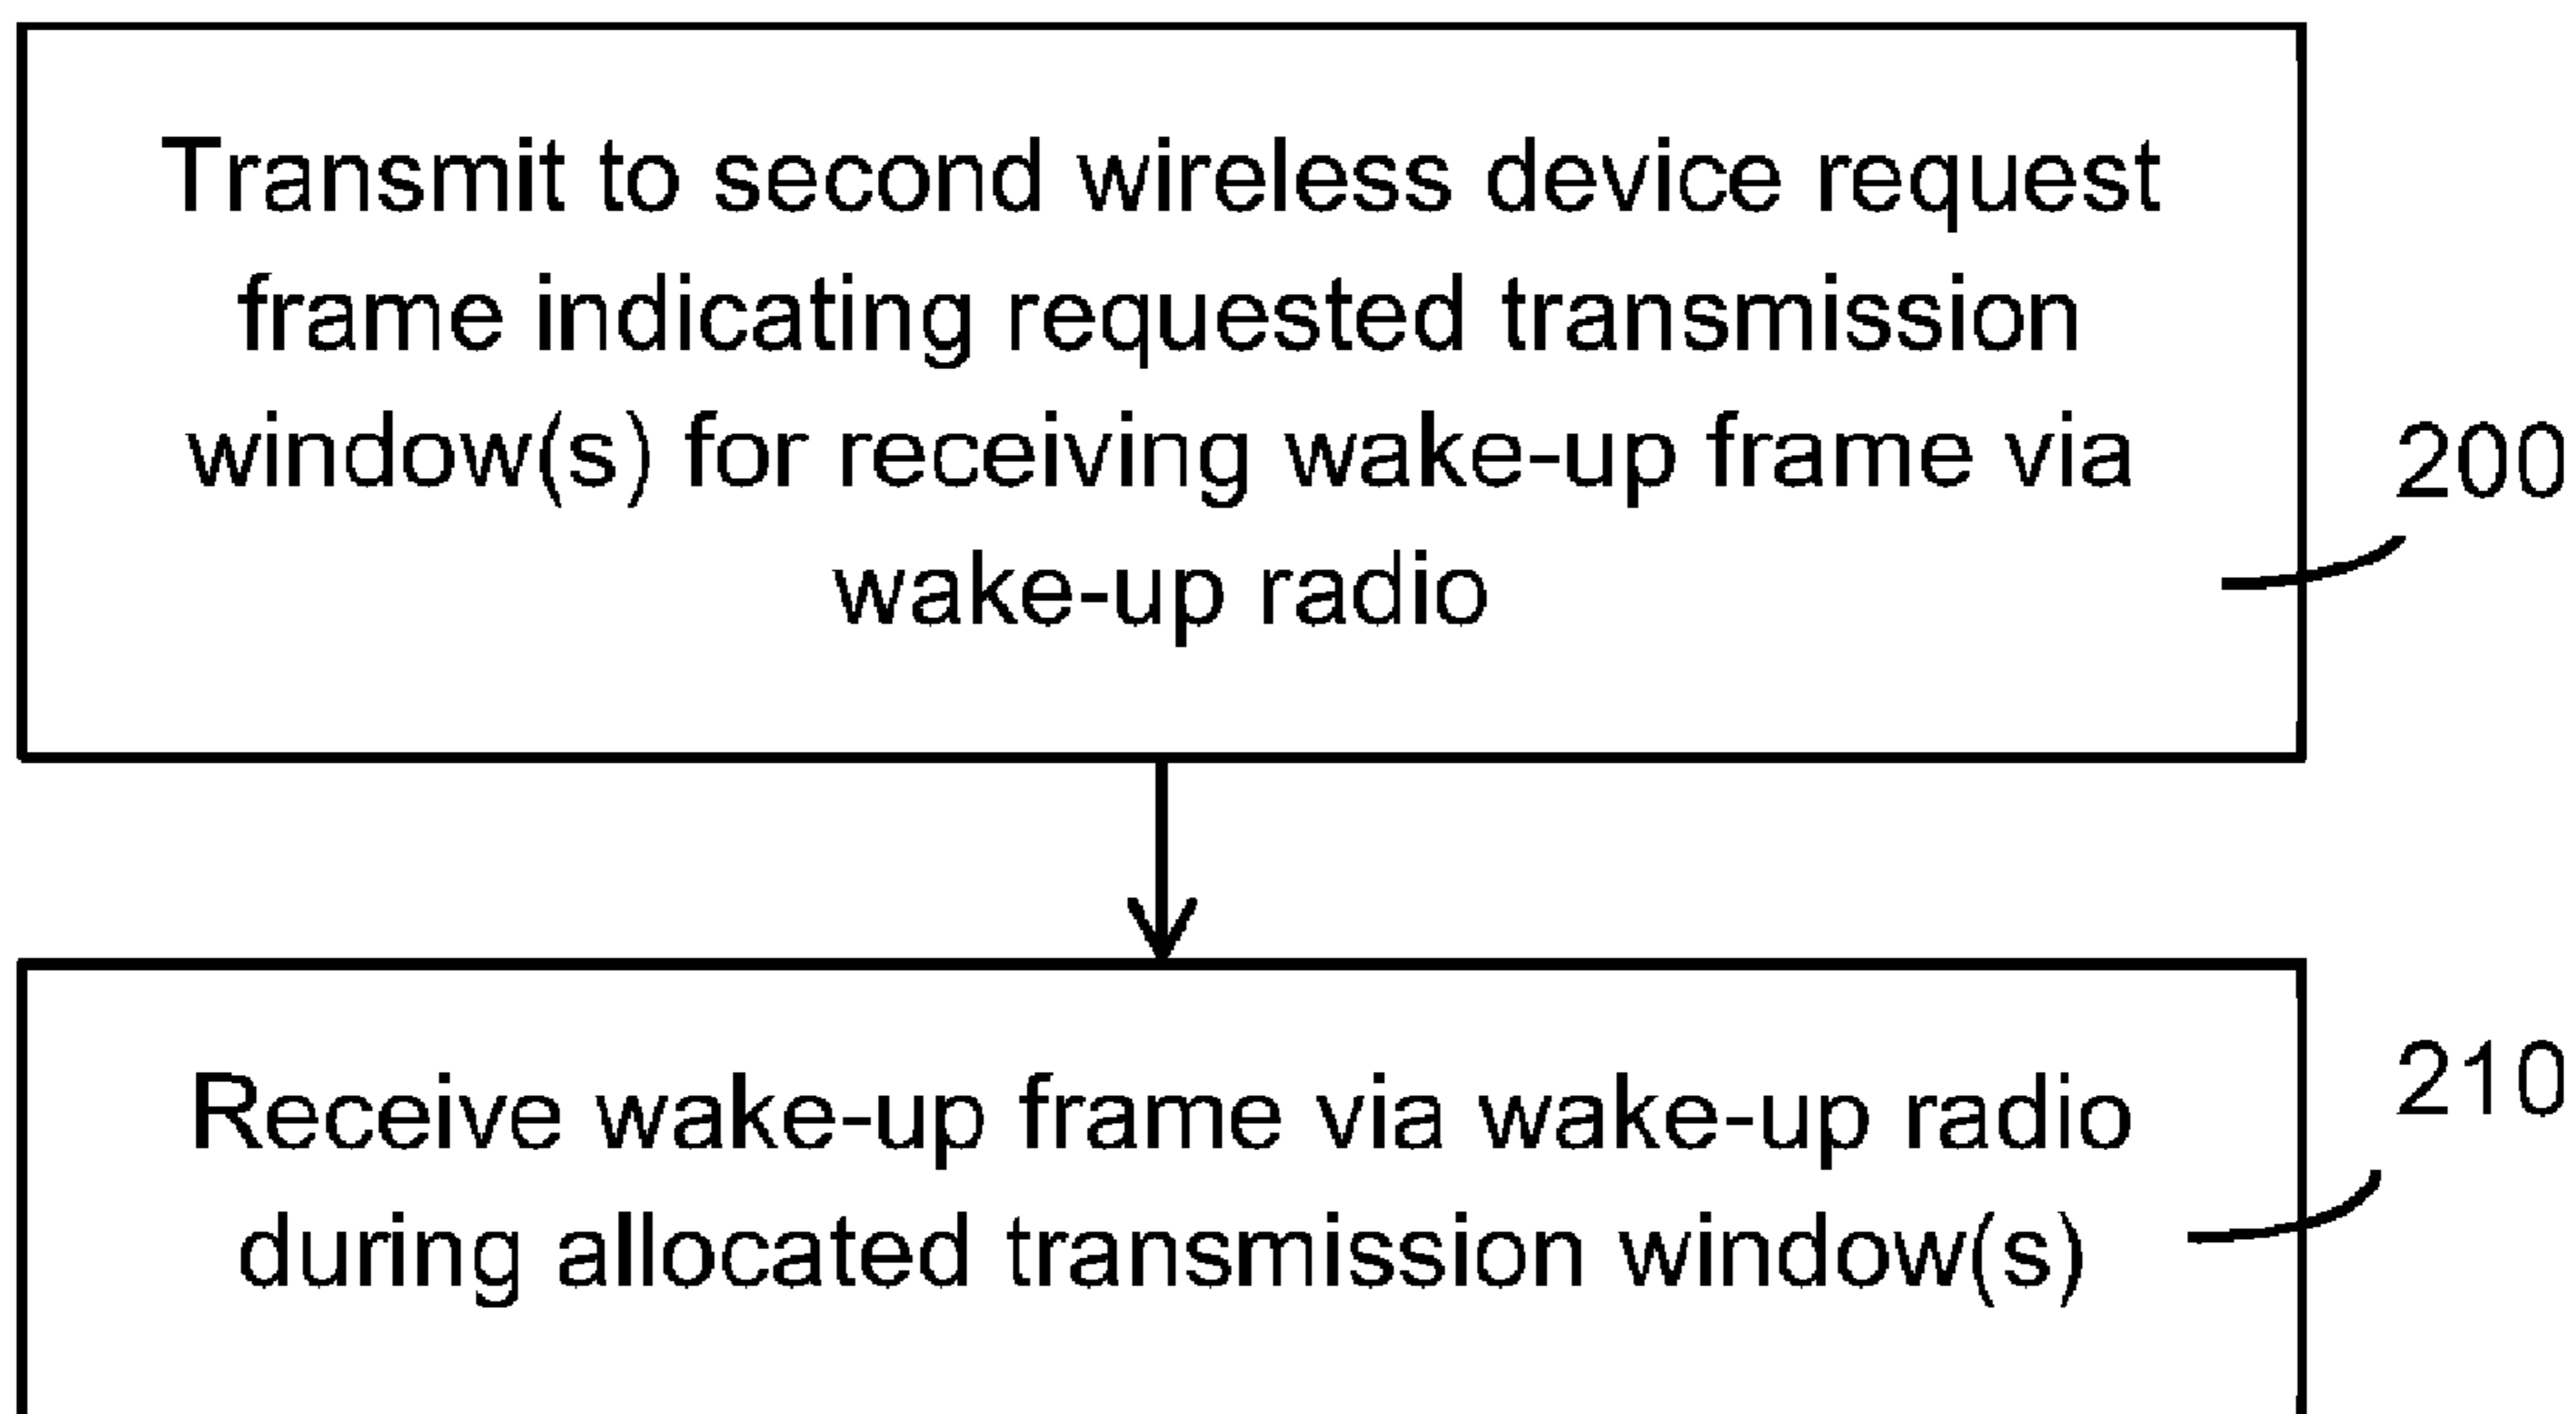 Transmit to second wireless device request
frame indicating requested transmission
window(s) for receiving wake-up frame via
wake-up radio
200
Receive wake-up frame via wake-up radio
during allocated transmission window(s)
210